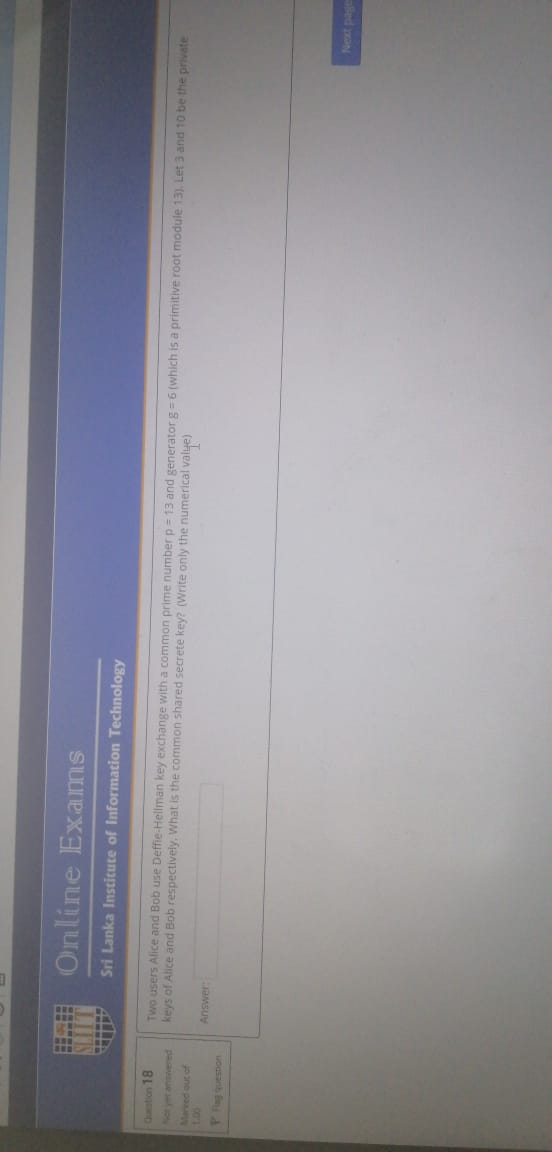 Online Exams
SLIIT
Sri Lanka Institute of Information Technology
Question 18
Not yet answered
Marked out of
1.00
Flag question
Two users Alice and Bob use Deffie-Hellman key exchange with a common prime number p = 13 and generator g = 6 (which is a primitive root module 13). Let 3 and 10 be the private
keys of Alice and Bob respectively. What is the common shared secrete key? (Write only the numerical value)
Answer:
Next page